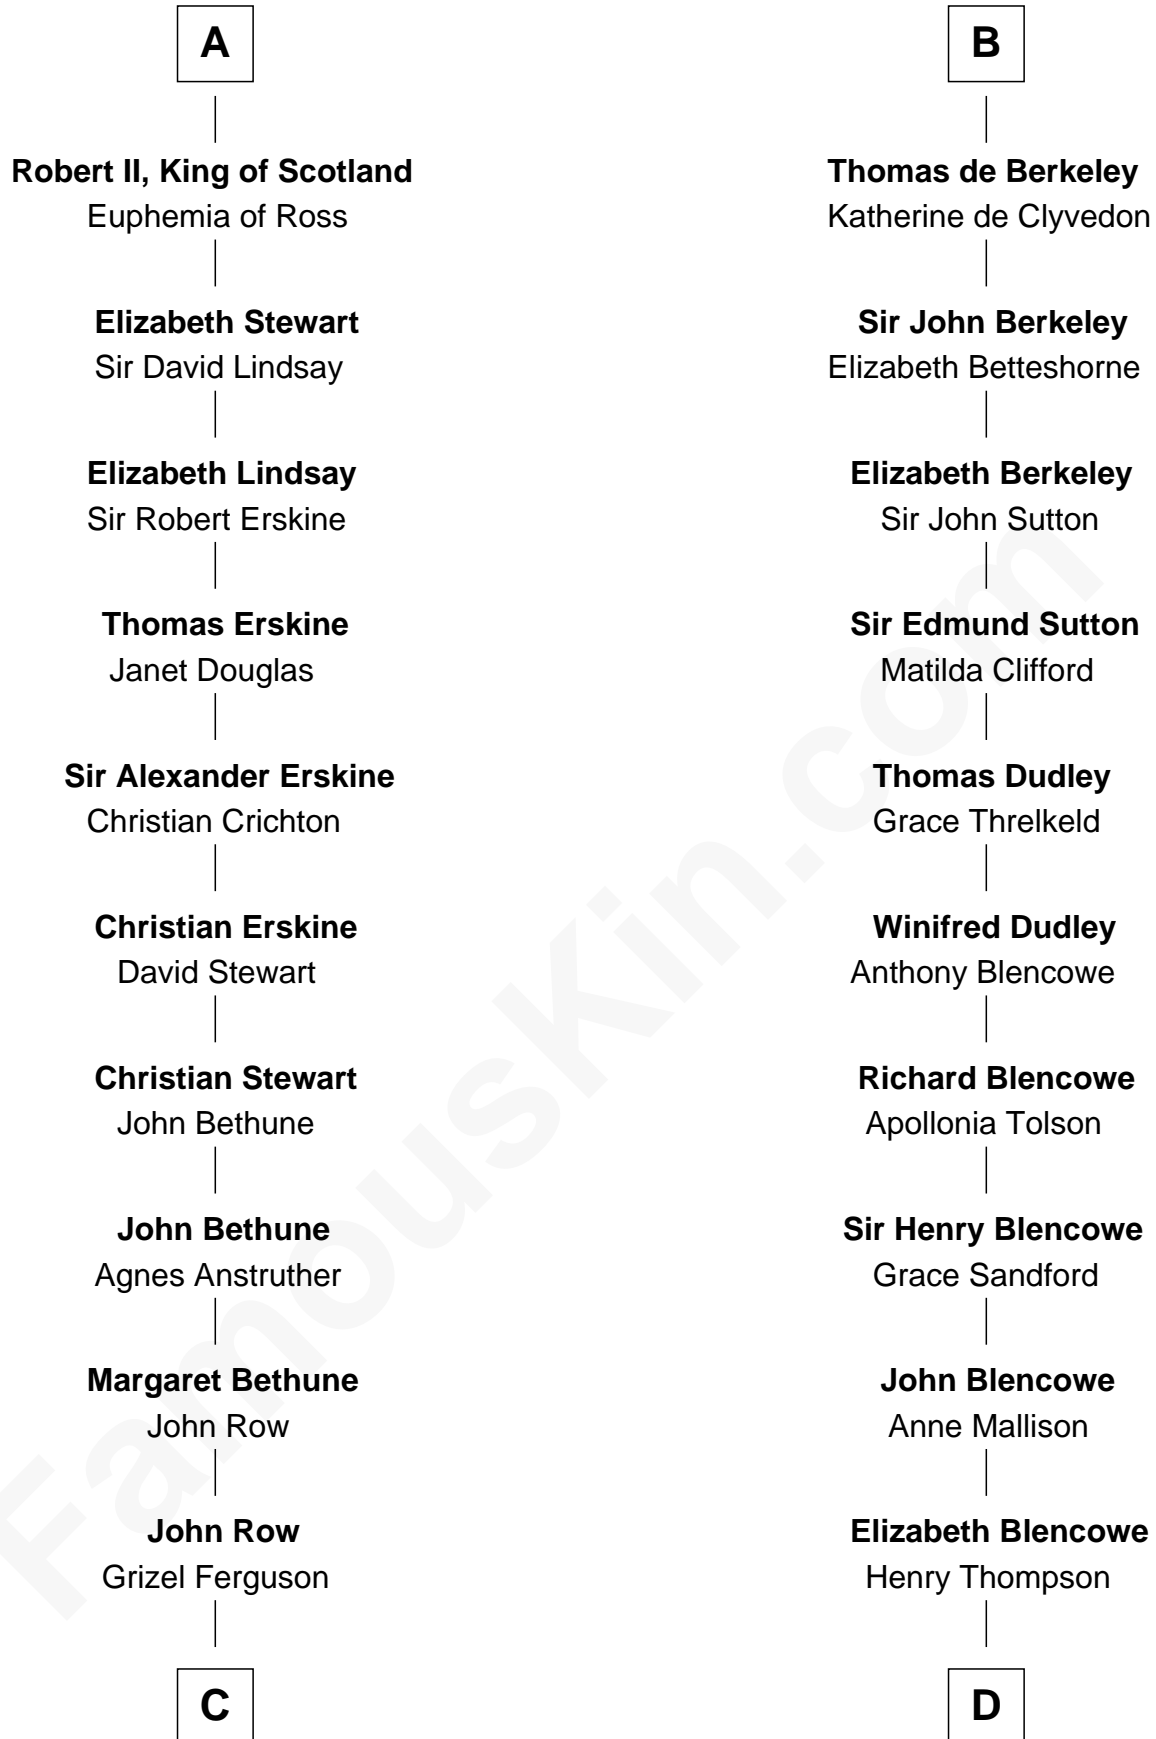 A
Robert II, King of Scotland
Euphemia of Ross
Elizabeth Stewart
Sir David Lindsay
Elizabeth Lindsay
Sir Robert Erskine
Thomas Erskine
Janet Douglas
Sir Alexander Erskine
Christian Crichton
Christian Erskine
David Stewart
Christian Stewart
John Bethune
John Bethune
Agnes Anstruther
Margaret Bethune
John Row
John Row
Grizel Ferguson
C
B
Thomas de Berkeley
Katherine de Clyvedon
Sir John Berkeley
Elizabeth Betteshorne
Elizabeth Berkeley
Sir John Sutton
Sir Edmund Sutton
Matilda Clifford
Thomas Dudley
Grace Threlkeld
Winifred Dudley
Anthony Blencowe
Richard Blencowe
Apollonia Tolson
Sir Henry Blencowe
Grace Sandford
John Blencowe
Anne Mallison
Elizabeth Blencowe
Henry Thompson
D
FamousKin.com